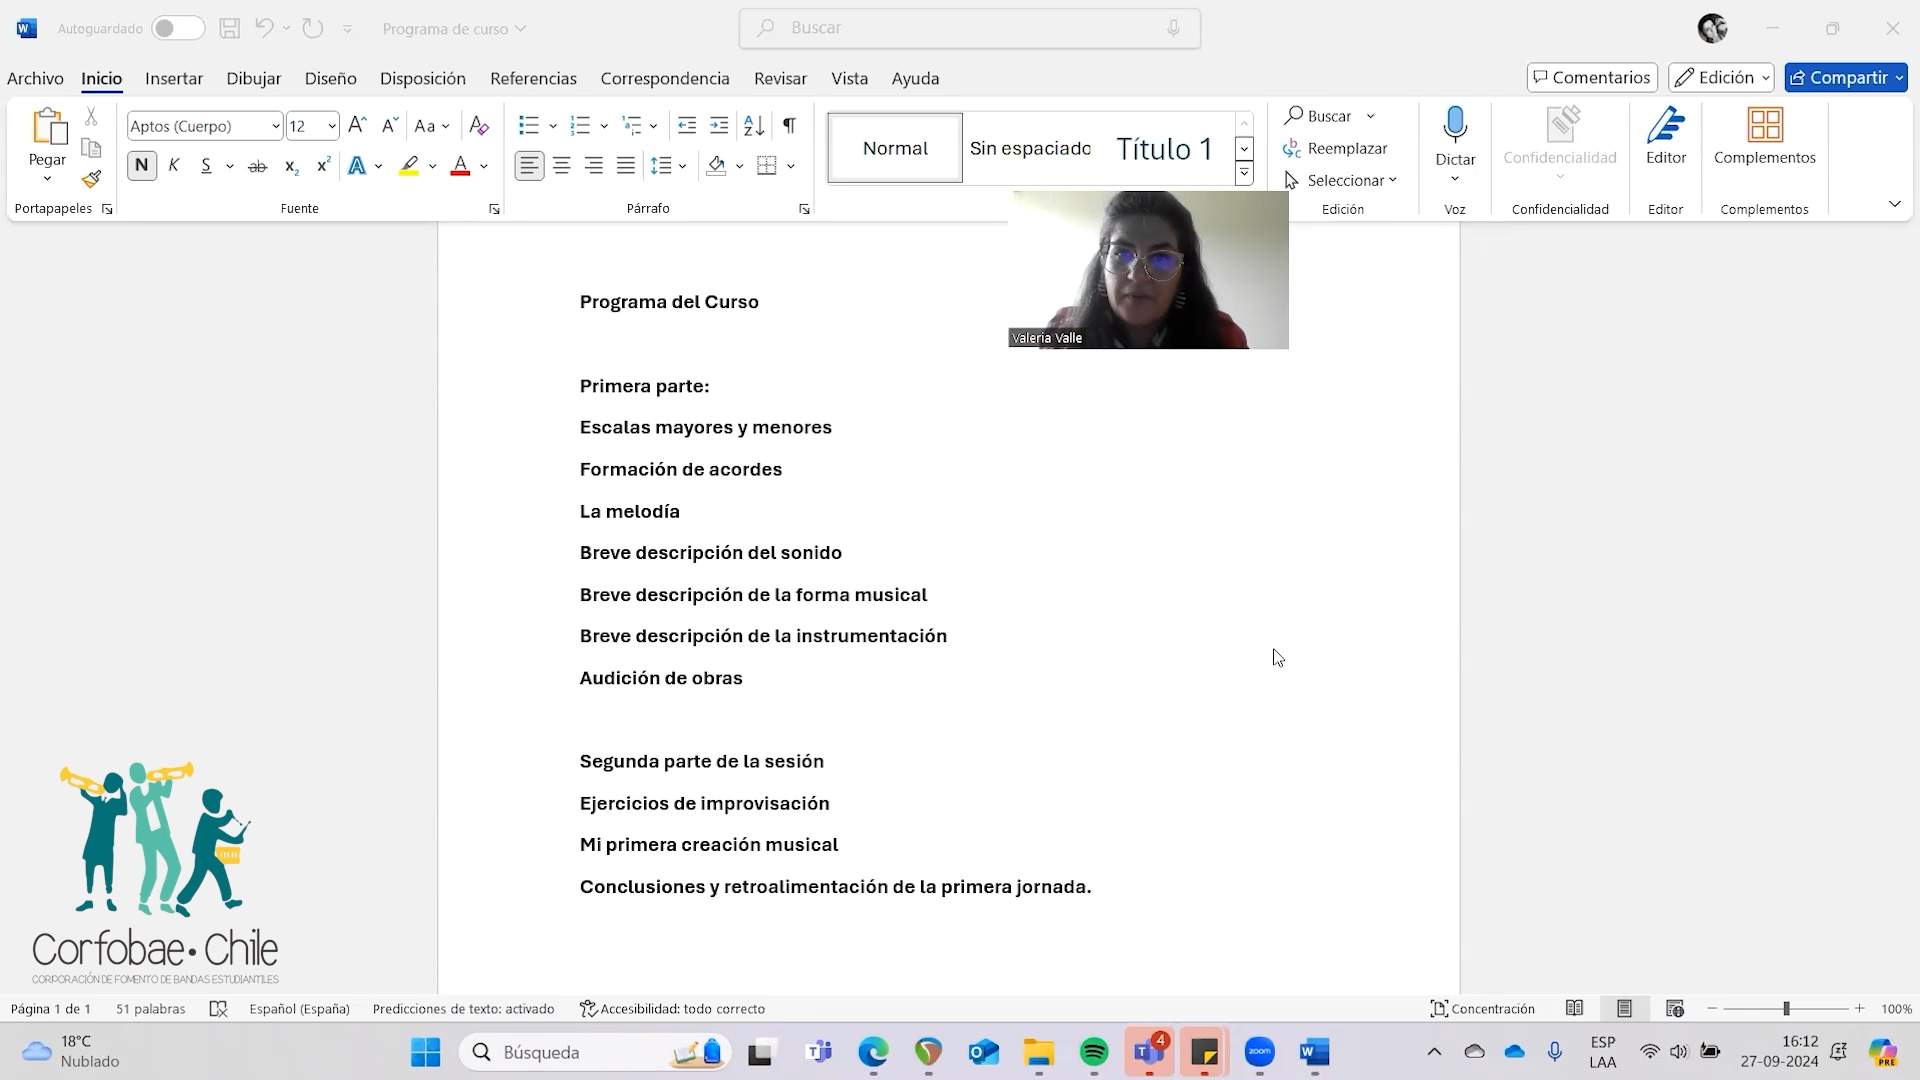 Autoguardado
Programa de curso
Buscar
Archivo Inicio Insertar Dibujar Diseño Disposición Referencias Correspondencia Revisar Vista Ayuda
Comentarios Edición Compartir
Pegar
Aptos (Cuerpo) 12
Normal Sin espaciado Título 1
Buscar
Reemplazar
Seleccionar
Dictar
Confidencialidad
Editor
Complementos
Portapapeles Fuente Párrafo Edición Voz Confidencialidad Editor Complementos
Valeria Valle
Programa del Curso
Primera parte:
Escalas mayores y menores
Formación de acordes
La melodía
Breve descripción del sonido
Breve descripción de la forma musical
Breve descripción de la instrumentación
Audición de obras
Segunda parte de la sesión
Ejercicios de improvisación
Mi primera creación musical
Conclusiones y retroalimentación de la primera jornada.
Corfobae • Chile
CORPORACIÓN DE FOMENTO DE BANDAS ESTUDIANTILES
Página 1 de 1 51 palabras Español (España) Predicciones de texto: activado Accesibilidad: todo correcto Concentración 100%
18°C
Nublado
Búsqueda
4
zoom
ESP
LAA
16:12
27-09-2024
PRE